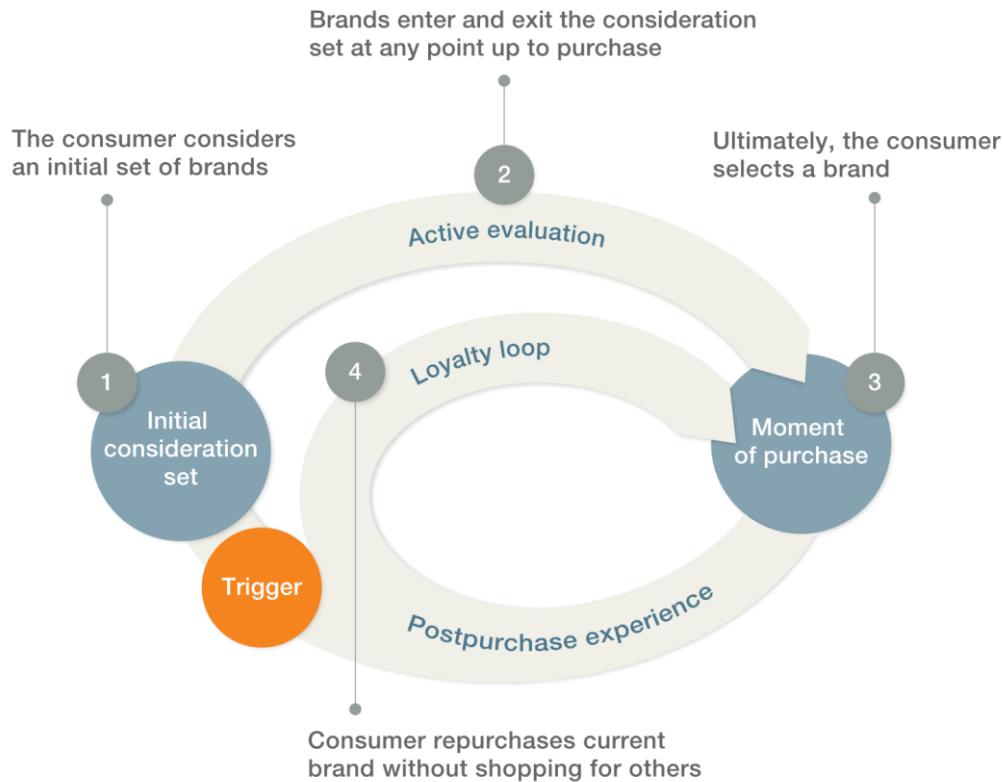 Brands enter and exit the consideration
set at any point up to purchase
The consumer considers
an initial set of brands
Ultimately, the consumer
selects a brand
2
Active evaluation
1
Initial
consideration
set
4
Loyalty loop
3
Moment
of purchase
Trigger
Postpurchase experience
Consumer repurchases current
brand without shopping for others